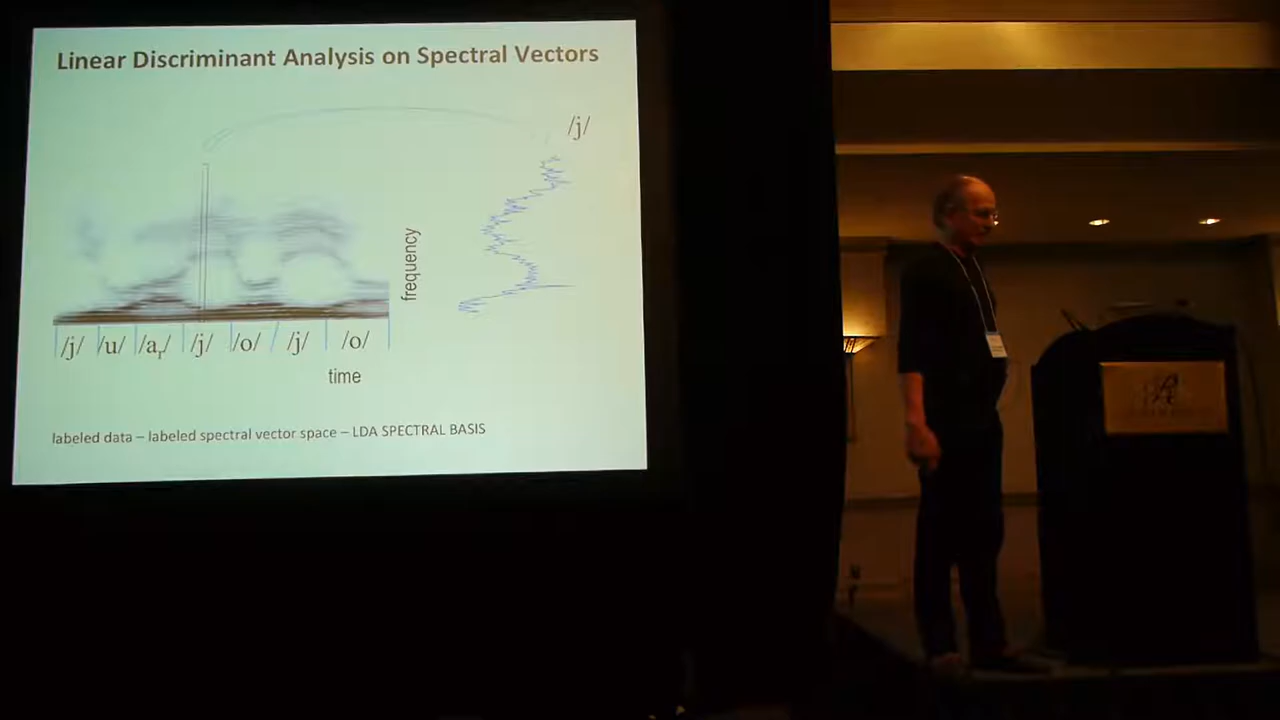 Linear Discriminant Analysis on Spectral Vectors
/j/
frequency
/j/ /u/ /ar/ /j/ /o/ /j/ /o/
time
labeled data – labeled spectral vector space – LDA SPECTRAL BASIS